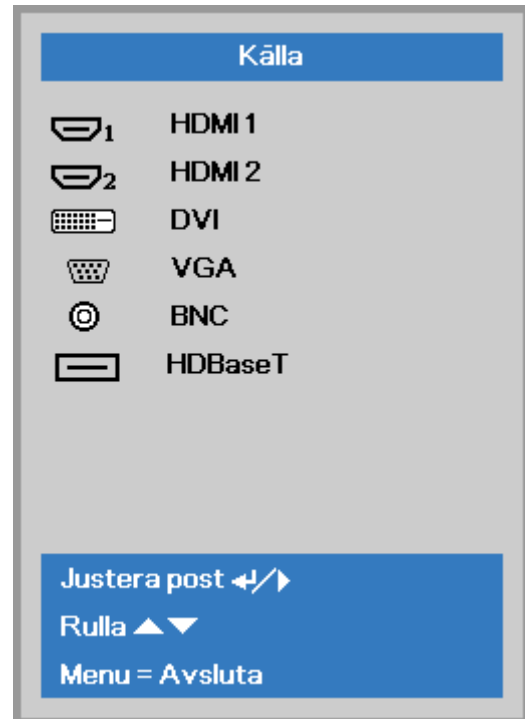 Källa
HDMI 1
HDMI 2
DVI
VGA
BNC
HDBaseT
Justera post ↵/▶
Rulla ▲▼
Menu = Avsluta